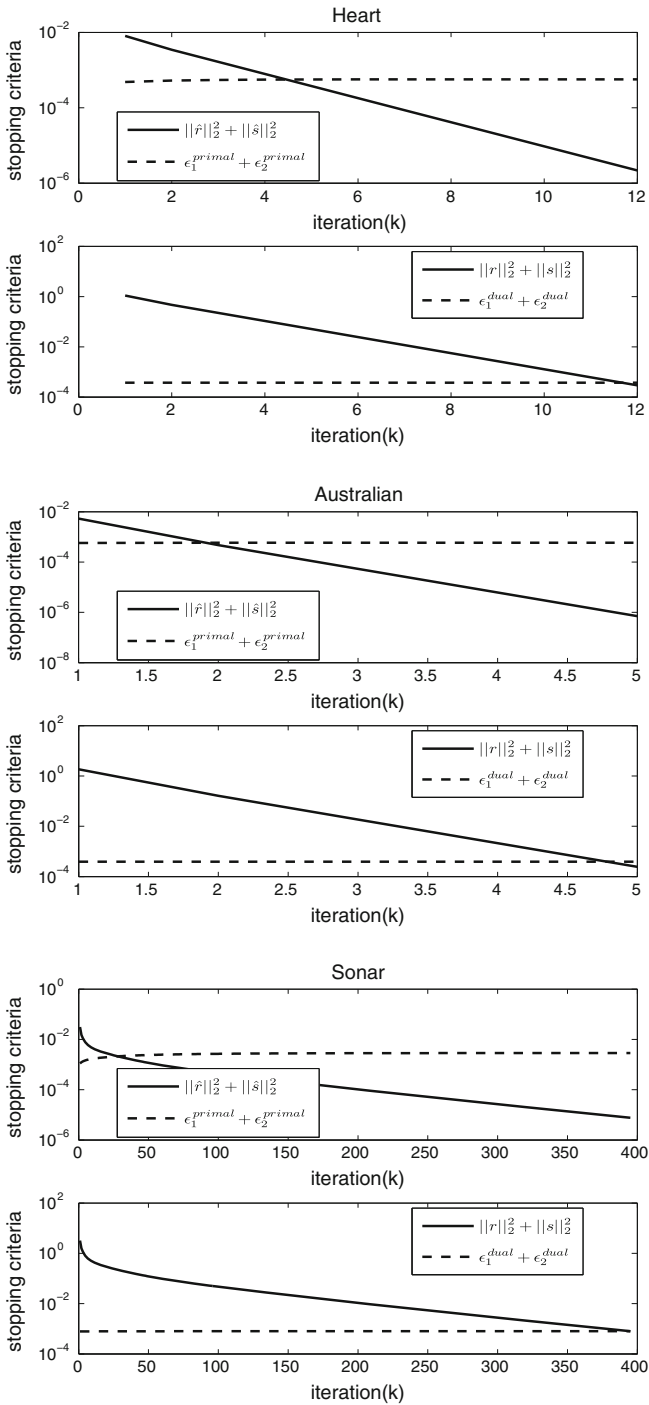 Heart
stopping criteria
10^−2
10^−4
10^−6
||r̂||_2^2 + ||ŝ||_2^2
ϵ_1^primal + ϵ_2^primal
0 2 4 6 8 10 12
iteration(k)
stopping criteria
10^2
10^0
10^−2
10^−4
||r||_2^2 + ||s||_2^2
ϵ_1^dual + ϵ_2^dual
0 2 4 6 8 10 12
iteration(k)
Australian
stopping criteria
10^−2
10^−4
10^−6
10^−8
||r̂||_2^2 + ||ŝ||_2^2
ϵ_1^primal + ϵ_2^primal
1 1.5 2 2.5 3 3.5 4 4.5 5
iteration(k)
stopping criteria
10^2
10^0
10^−2
10^−4
||r||_2^2 + ||s||_2^2
ϵ_1^dual + ϵ_2^dual
1 1.5 2 2.5 3 3.5 4 4.5 5
iteration(k)
Sonar
stopping criteria
10^0
10^−2
10^−4
10^−6
||r̂||_2^2 + ||ŝ||_2^2
ϵ_1^primal + ϵ_2^primal
0 50 100 150 200 250 300 350 400
iteration(k)
stopping criteria
10^2
10^0
10^−2
10^−4
||r||_2^2 + ||s||_2^2
ϵ_1^dual + ϵ_2^dual
0 50 100 150 200 250 300 350 400
iteration(k)